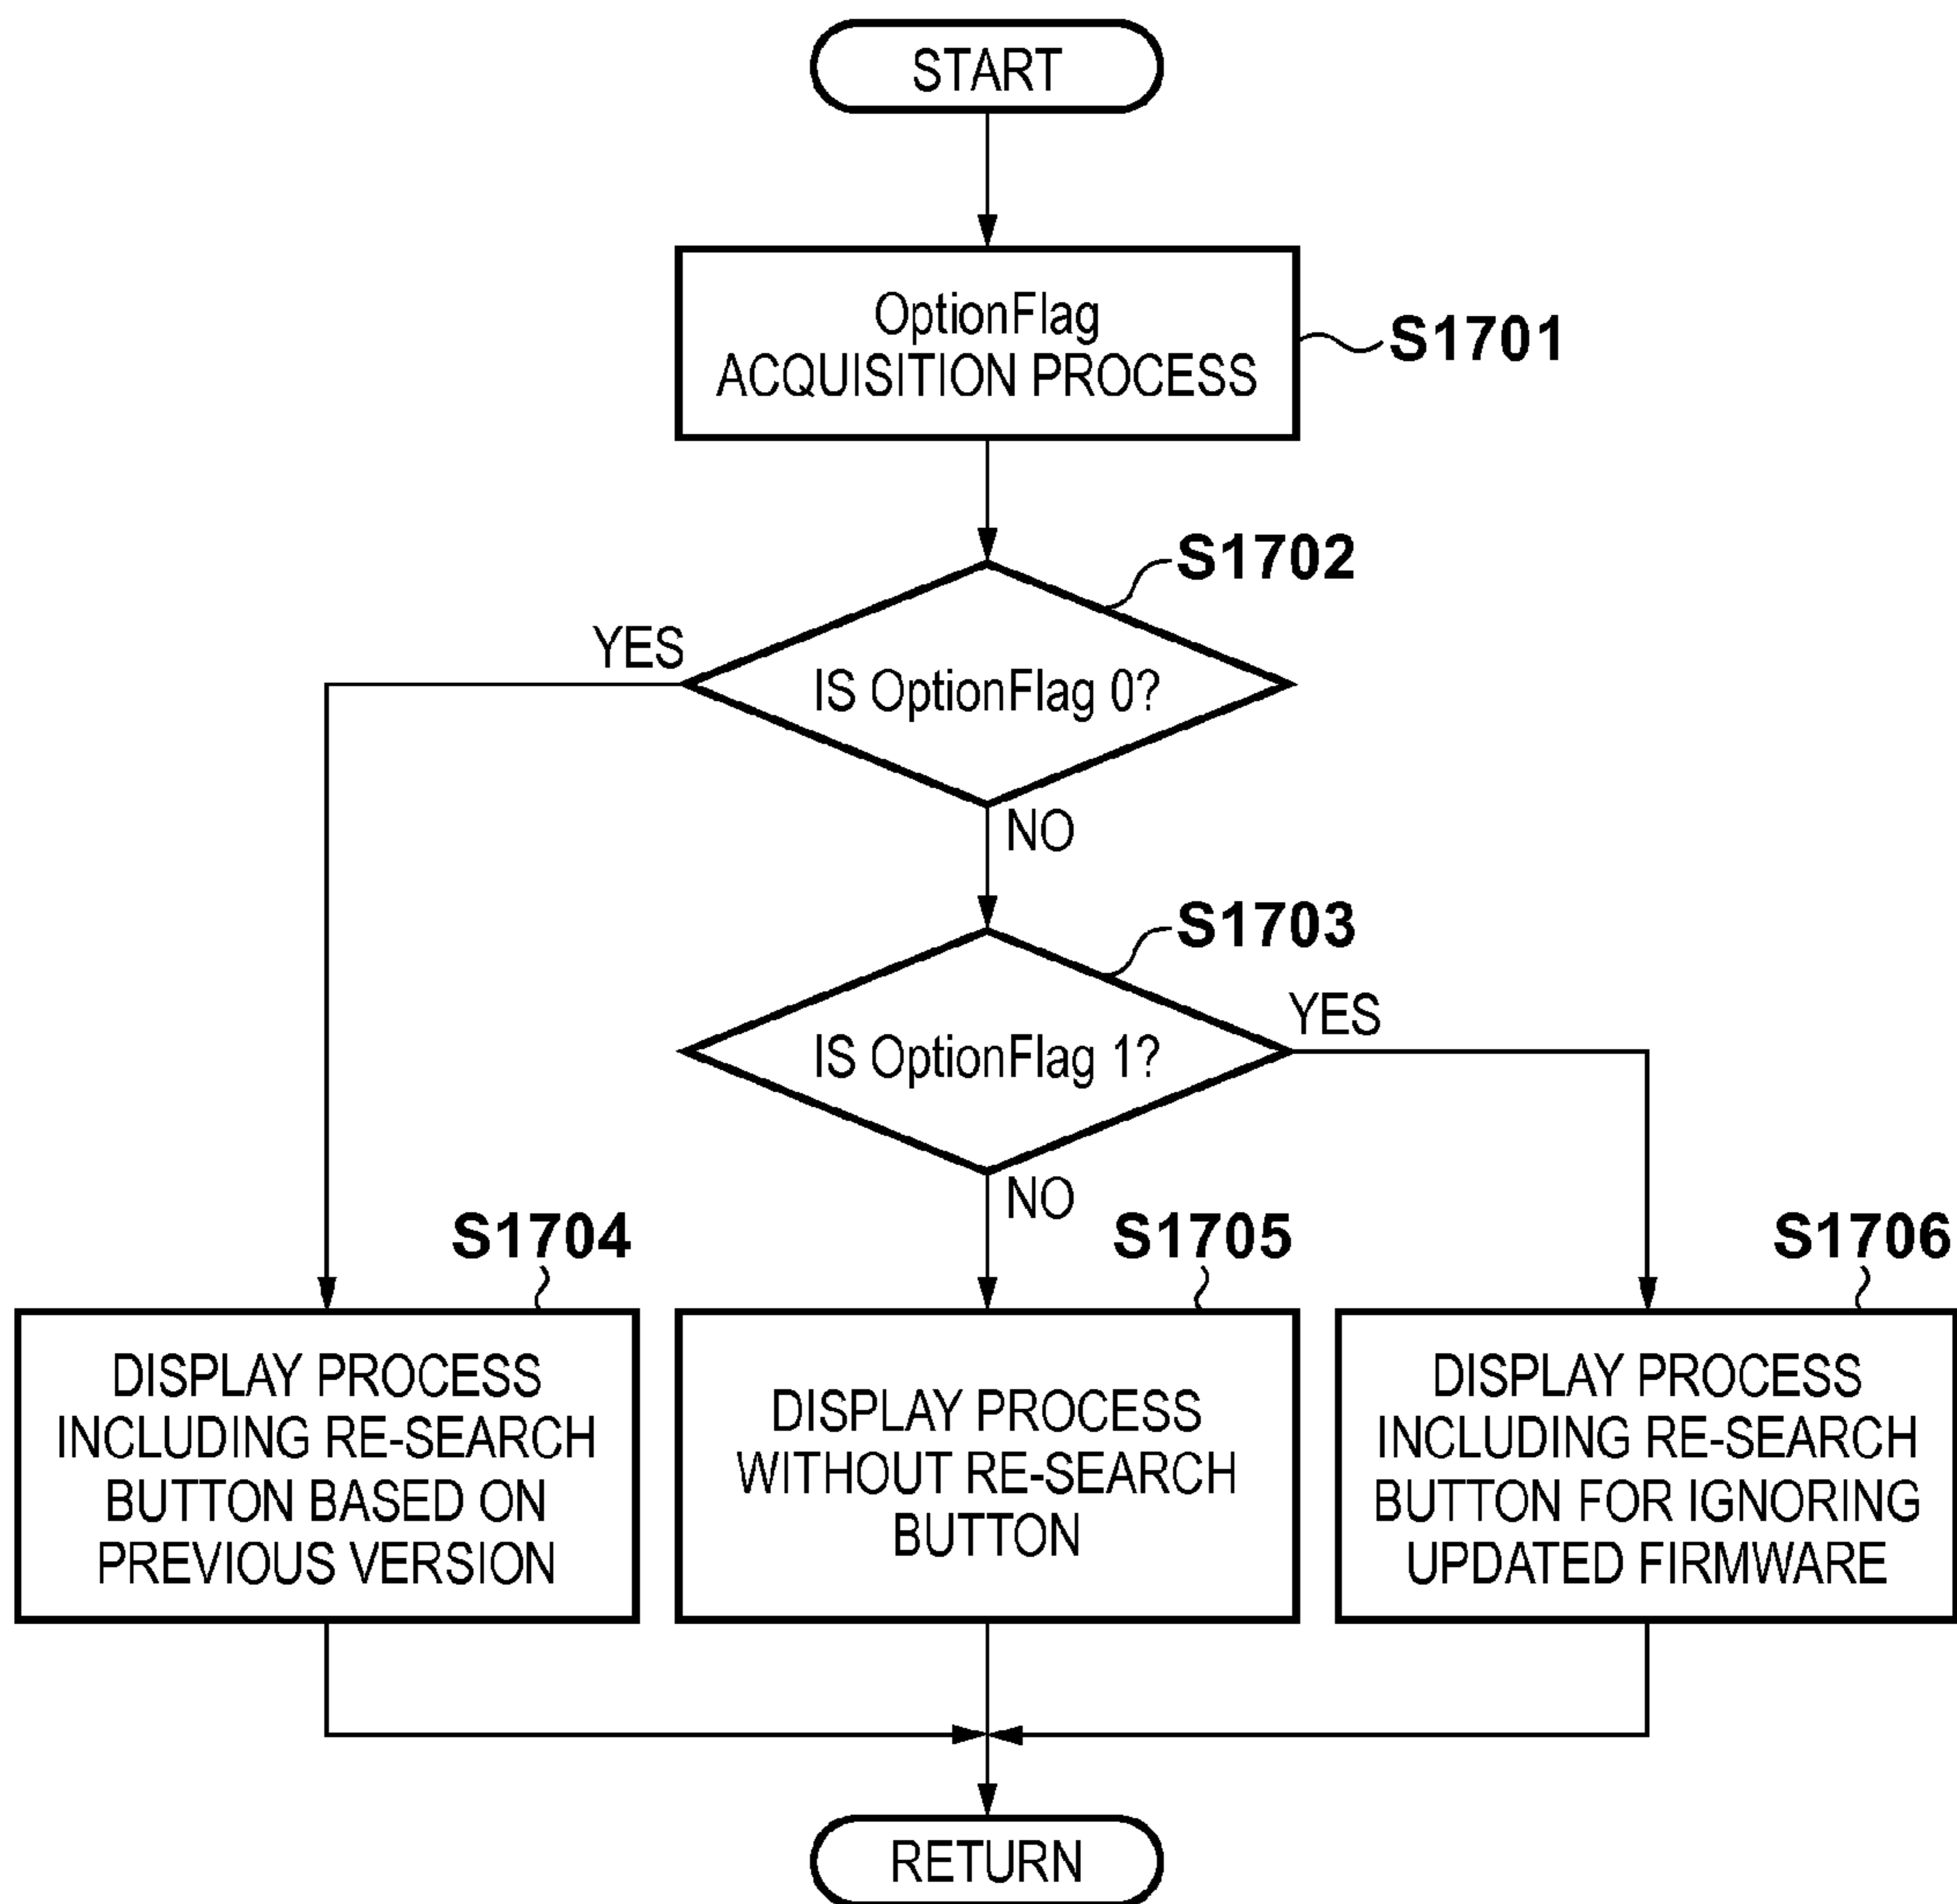 START
OptionFlag
ACQUISITION PROCESS
S1701
S1702
YES
IS OptionFlag 0?
NO
S1703
YES
IS OptionFlag 1?
NO
S1704
S1705
S1706
DISPLAY PROCESS
INCLUDING RE-SEARCH
BUTTON BASED ON
PREVIOUS VERSION
DISPLAY PROCESS
WITHOUT RE-SEARCH
BUTTON
DISPLAY PROCESS
INCLUDING RE-SEARCH
BUTTON FOR IGNORING
UPDATED FIRMWARE
RETURN